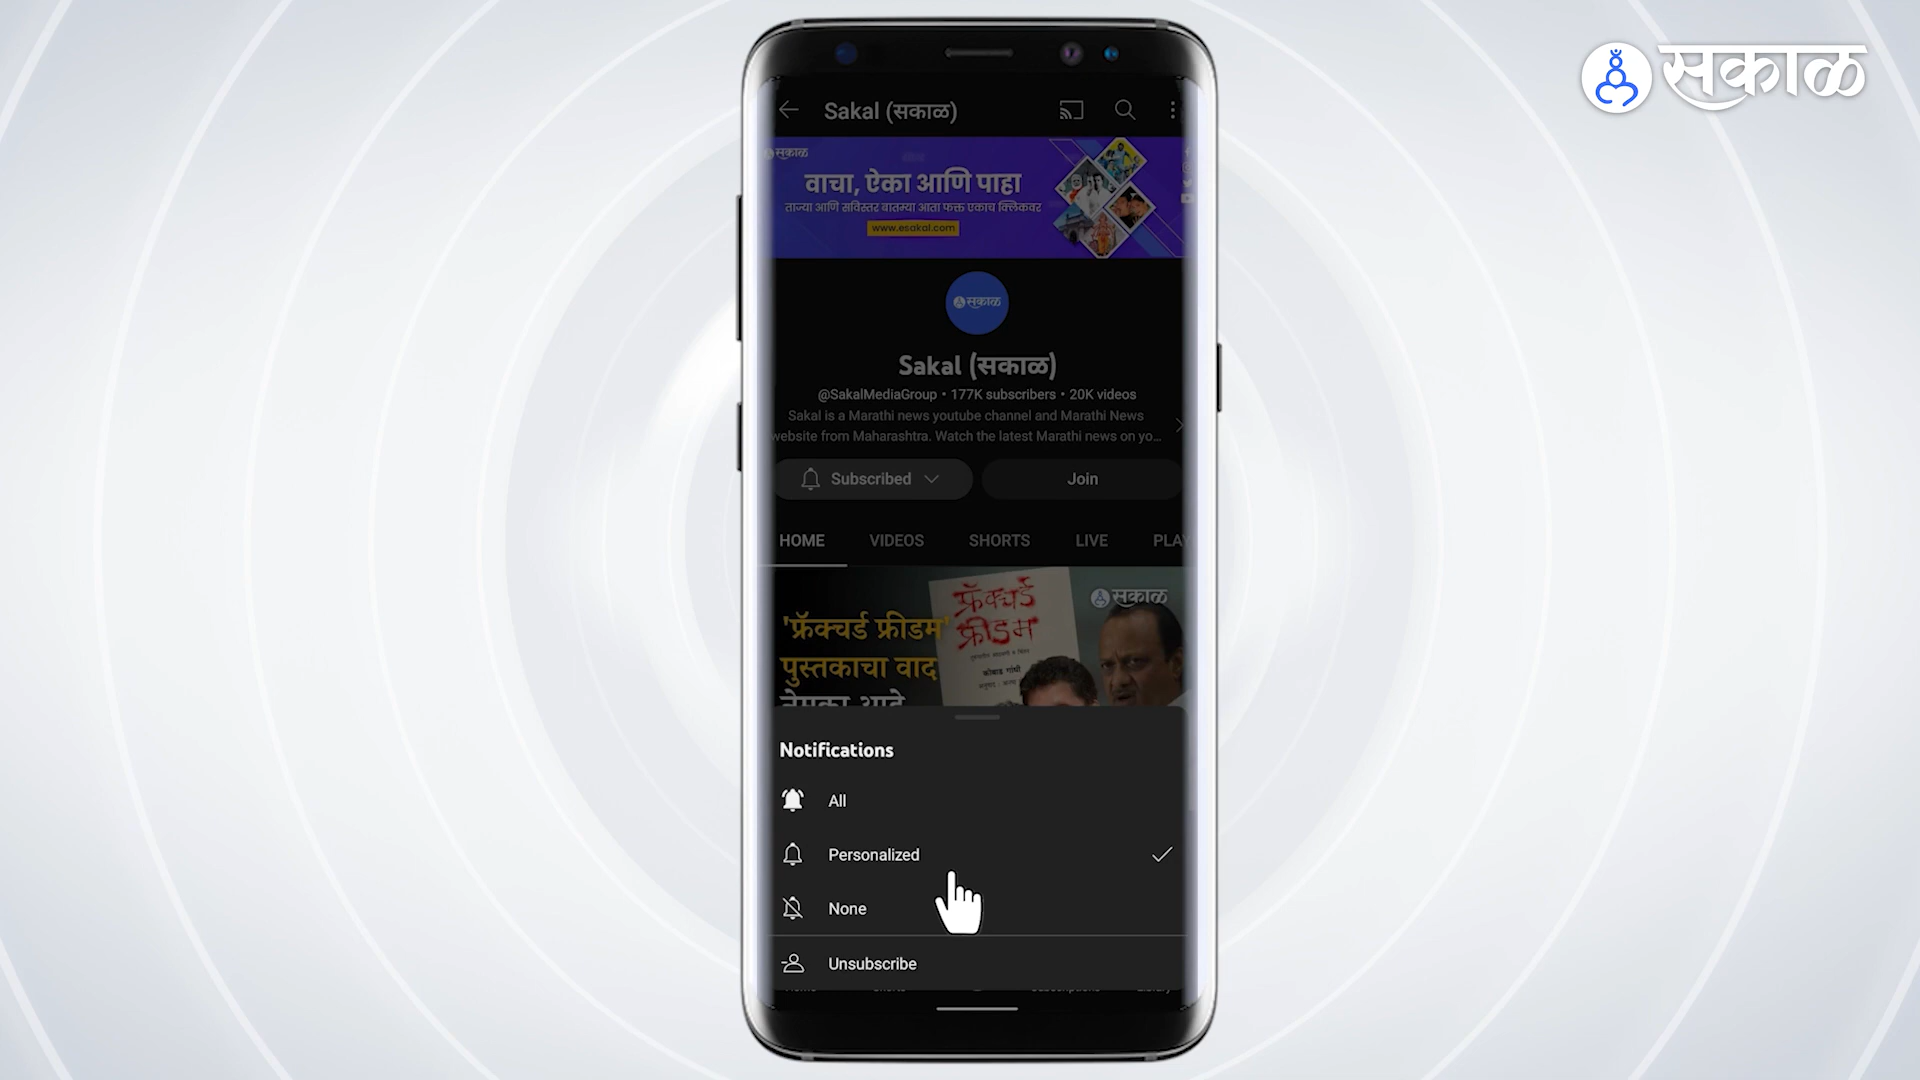 सकाळ
Sakal (सकाळ)
सकाळ
वाचा, ऐका आणि पाहा
ताज्या आणि सविस्तर बातम्या आता फक्त एकाच क्लिकवर
www.esakal.com
सकाळ
Sakal (सकाळ)
@SakalMediaGroup • 177K subscribers • 20K videos
Sakal is a Marathi news youtube channel and Marathi News
website from Maharashtra. Watch the latest Marathi news on yo...
Subscribed
Join
HOME VIDEOS SHORTS LIVE PLAY
'फ्रॅक्चर्ड फ्रीडम'
पुस्तकाचा वाद
नेमका आहे
फ्रॅक्चर्ड
फ्रीडम
कोबाड गांधी
सकाळ
Notifications
All
Personalized
None
Unsubscribe